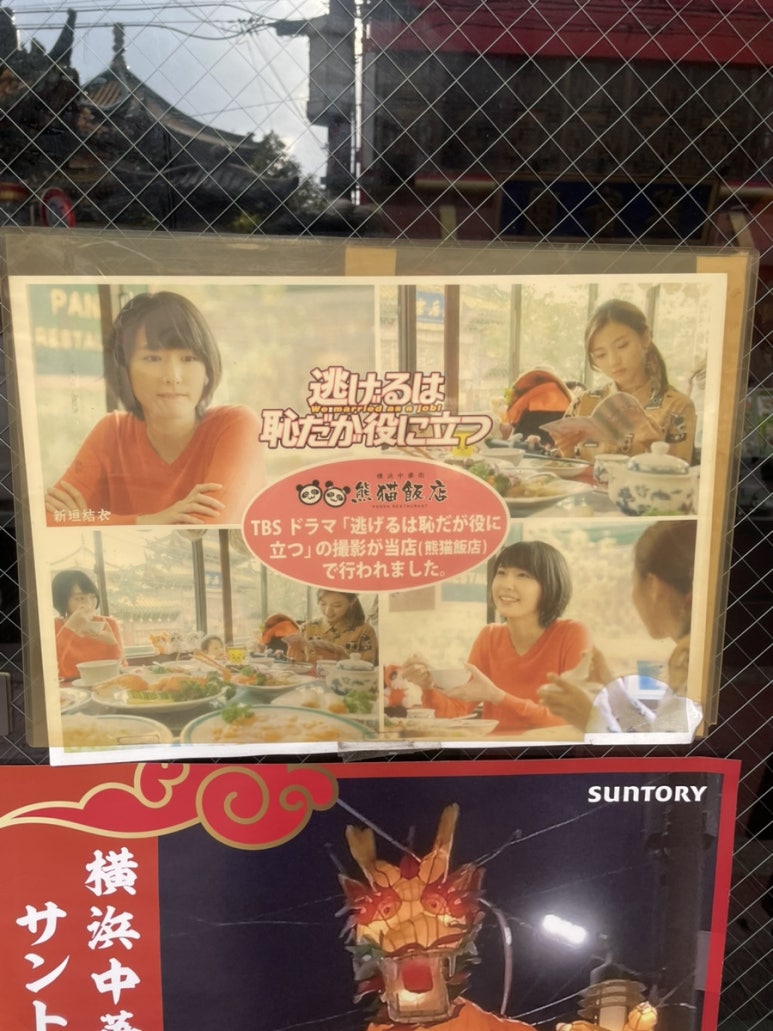 PAN
RESTA
逃げるは
We married as a job!
恥だが役に立つ
新垣結衣
横浜中華街
熊猫飯店
PANDA RESTAURANT
TBS ドラマ「逃げるは恥だが役に
立つ」の撮影が当店(熊猫飯店)
で行われました。
SUNTORY
横浜中華
サント